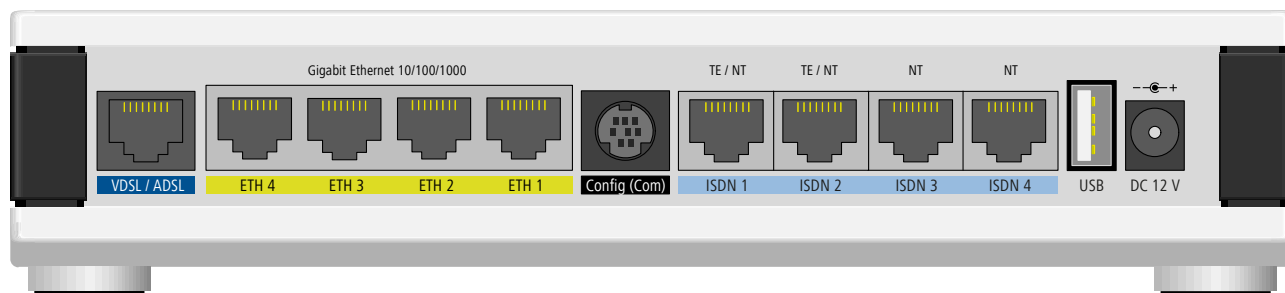 Gigabit Ethernet 10/100/1000
TE / NT
TE / NT
NT
NT
VDSL / ADSL
ETH 4
ETH 3
ETH 2
ETH 1
Config (Com)
ISDN 1
ISDN 2
ISDN 3
ISDN 4
USB
DC 12 V